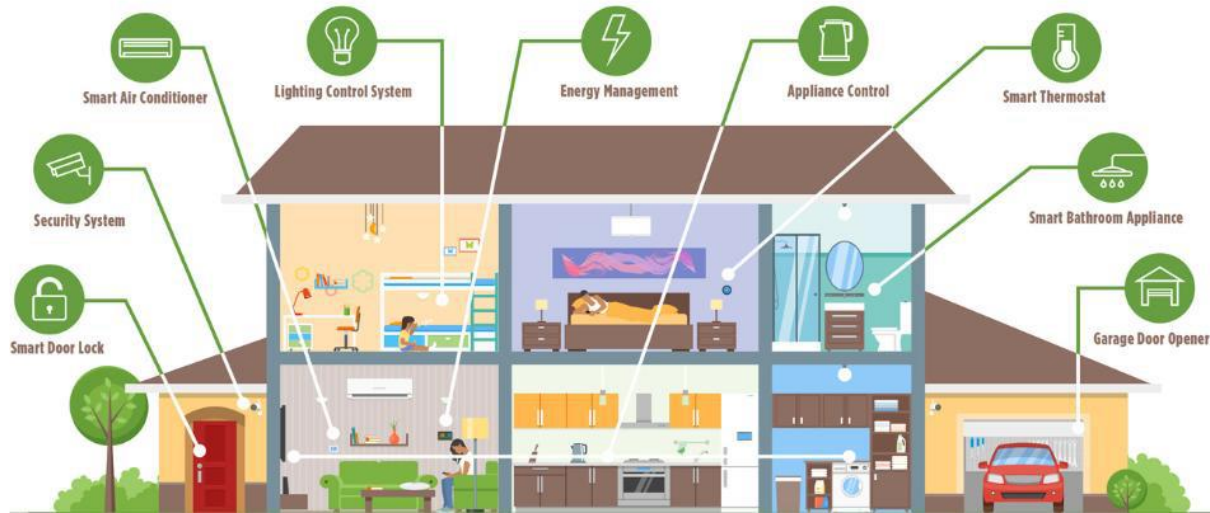 Smart Air Conditioner
Lighting Control System
Energy Management
Appliance Control
Smart Thermostat
Security System
Smart Bathroom Appliance
Smart Door Lock
Garage Door Opener